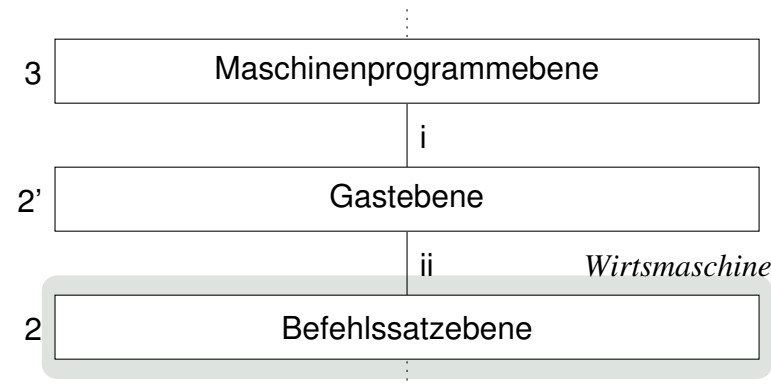 3 Maschinenprogrammebene
i
2' Gastebene
ii Wirtsmaschine
2 Befehlssatzebene